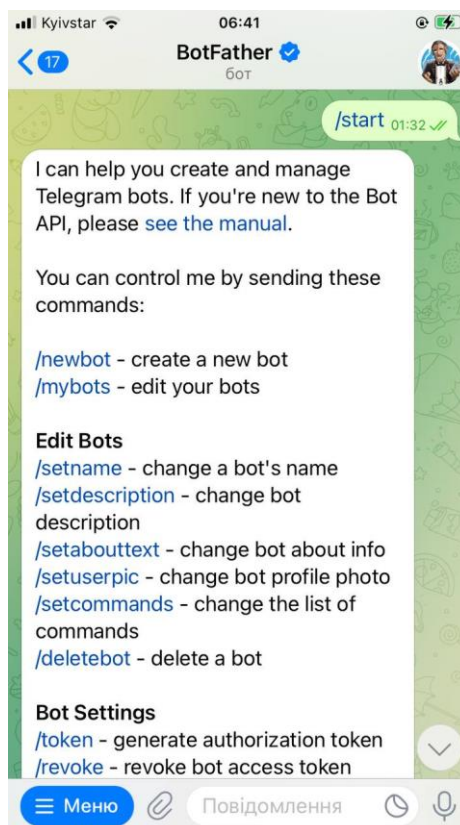 Kyivstar 06:41
17 BotFather
бот
/start 01:32
I can help you create and manage
Telegram bots. If you're new to the Bot
API, please see the manual.
You can control me by sending these
commands:
/newbot - create a new bot
/mybots - edit your bots
Edit Bots
/setname - change a bot's name
/setdescription - change bot
description
/setabouttext - change bot about info
/setuserpic - change bot profile photo
/setcommands - change the list of
commands
/deletebot - delete a bot
Bot Settings
/token - generate authorization token
/revoke - revoke bot access token
Меню Повідомлення